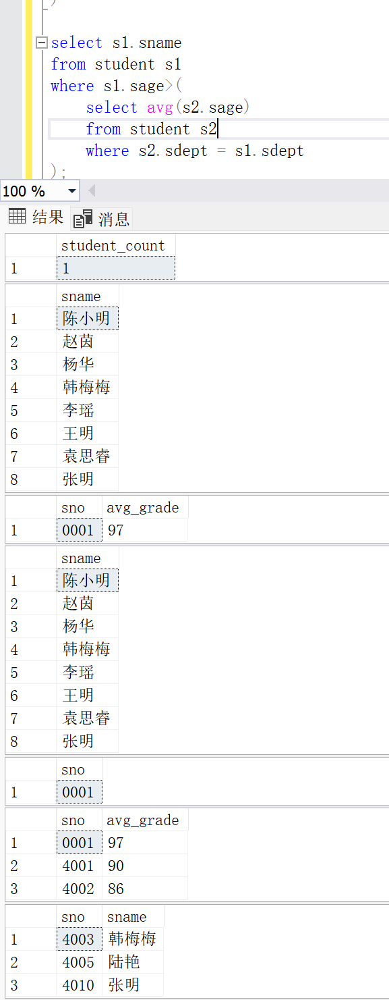 )
select s1.sname
from student s1
where s1.sage>(
select avg(s2.sage)
from student s2
where s2.sdept = s1.sdept
);
100 %
结果 消息
student_count
1 1
sname
1 陈小明
2 赵茵
3 杨华
4 韩梅梅
5 李瑶
6 王明
7 袁思睿
8 张明
sno avg_grade
1 0001 97
sname
1 陈小明
2 赵茵
3 杨华
4 韩梅梅
5 李瑶
6 王明
7 袁思睿
8 张明
sno
1 0001
sno avg_grade
1 0001 97
2 4001 90
3 4002 86
sno sname
1 4003 韩梅梅
2 4005 陆艳
3 4010 张明